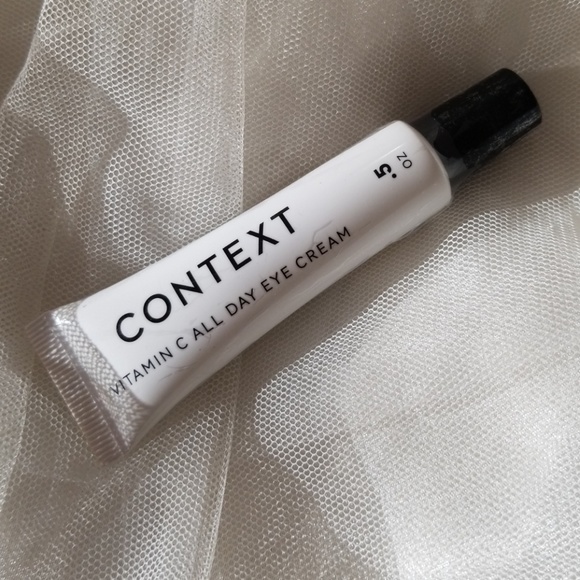 CONTEXT
VITAMIN C ALL DAY EYE CREAM
.5
OZ